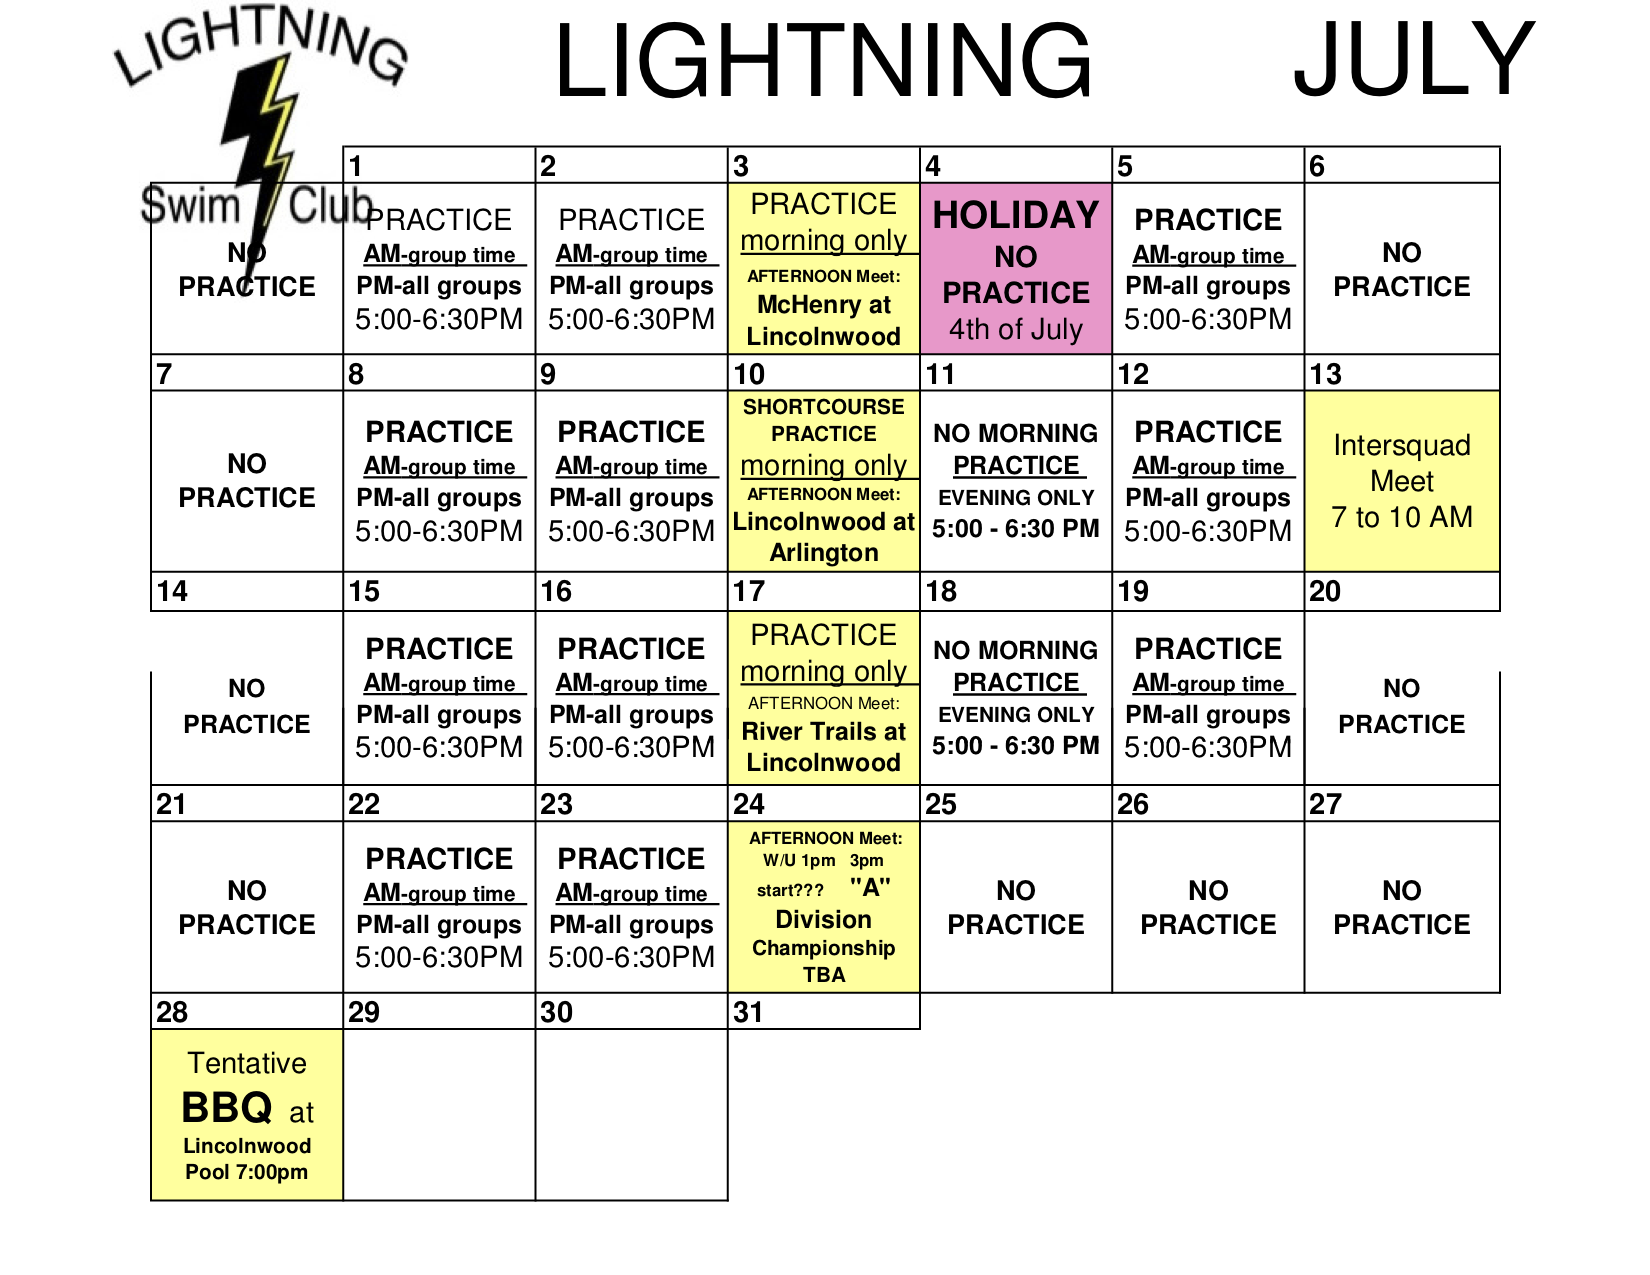 LIGHTNING
Swim Club
LIGHTNING JULY
1 2 3 4 5 6
NO
PRACTICE
PRACTICE
AM-group time
PM-all groups
5:00-6:30PM
PRACTICE
AM-group time
PM-all groups
5:00-6:30PM
PRACTICE
morning only
AFTERNOON Meet:
McHenry at
Lincolnwood
HOLIDAY
NO
PRACTICE
4th of July
PRACTICE
AM-group time
PM-all groups
5:00-6:30PM
NO
PRACTICE
7 8 9 10 11 12 13
NO
PRACTICE
PRACTICE
AM-group time
PM-all groups
5:00-6:30PM
PRACTICE
AM-group time
PM-all groups
5:00-6:30PM
SHORTCOURSE
PRACTICE
morning only
AFTERNOON Meet:
Lincolnwood at
Arlington
NO MORNING
PRACTICE
EVENING ONLY
5:00 - 6:30 PM
PRACTICE
AM-group time
PM-all groups
5:00-6:30PM
Intersquad
Meet
7 to 10 AM
14 15 16 17 18 19 20
NO
PRACTICE
PRACTICE
AM-group time
PM-all groups
5:00-6:30PM
PRACTICE
AM-group time
PM-all groups
5:00-6:30PM
PRACTICE
morning only
AFTERNOON Meet:
River Trails at
Lincolnwood
NO MORNING
PRACTICE
EVENING ONLY
5:00 - 6:30 PM
PRACTICE
AM-group time
PM-all groups
5:00-6:30PM
NO
PRACTICE
21 22 23 24 25 26 27
NO
PRACTICE
PRACTICE
AM-group time
PM-all groups
5:00-6:30PM
PRACTICE
AM-group time
PM-all groups
5:00-6:30PM
AFTERNOON Meet:
W/U 1pm 3pm
start??? "A"
Division
Championship
TBA
NO
PRACTICE
NO
PRACTICE
NO
PRACTICE
28 29 30 31
Tentative
BBQ at
Lincolnwood
Pool 7:00pm